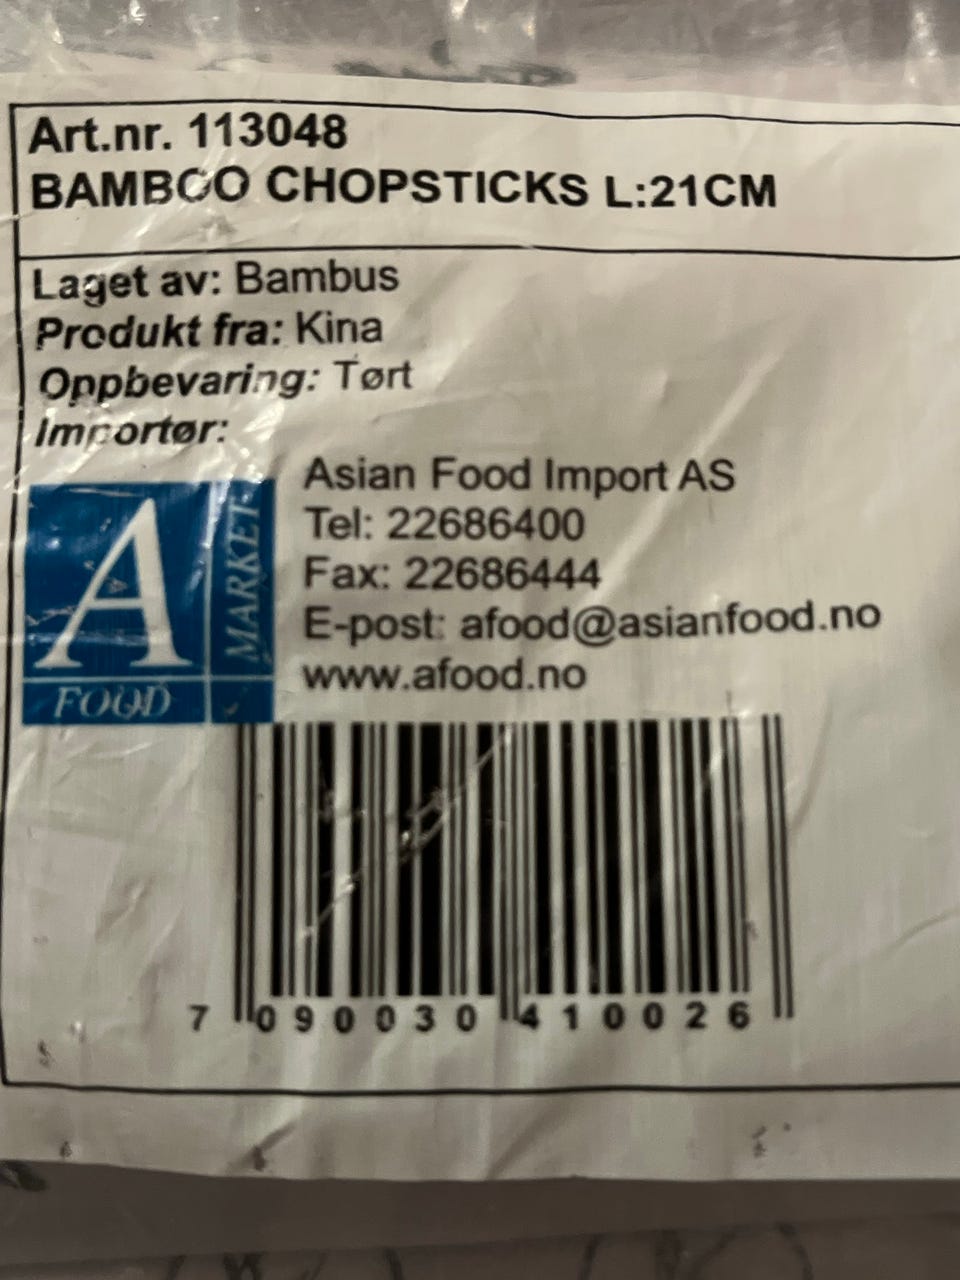 Art.nr. 113048
BAMBOO CHOPSTICKS L:21CM
Laget av: Bambus
Produkt fra: Kina
Oppbevaring: Tørt
Importør:
Asian Food Import AS
Tel: 22686400
Fax: 22686444
E-post: afood@asianfood.no
www.afood.no
A
MARKET
FOOD
7 090030 410026